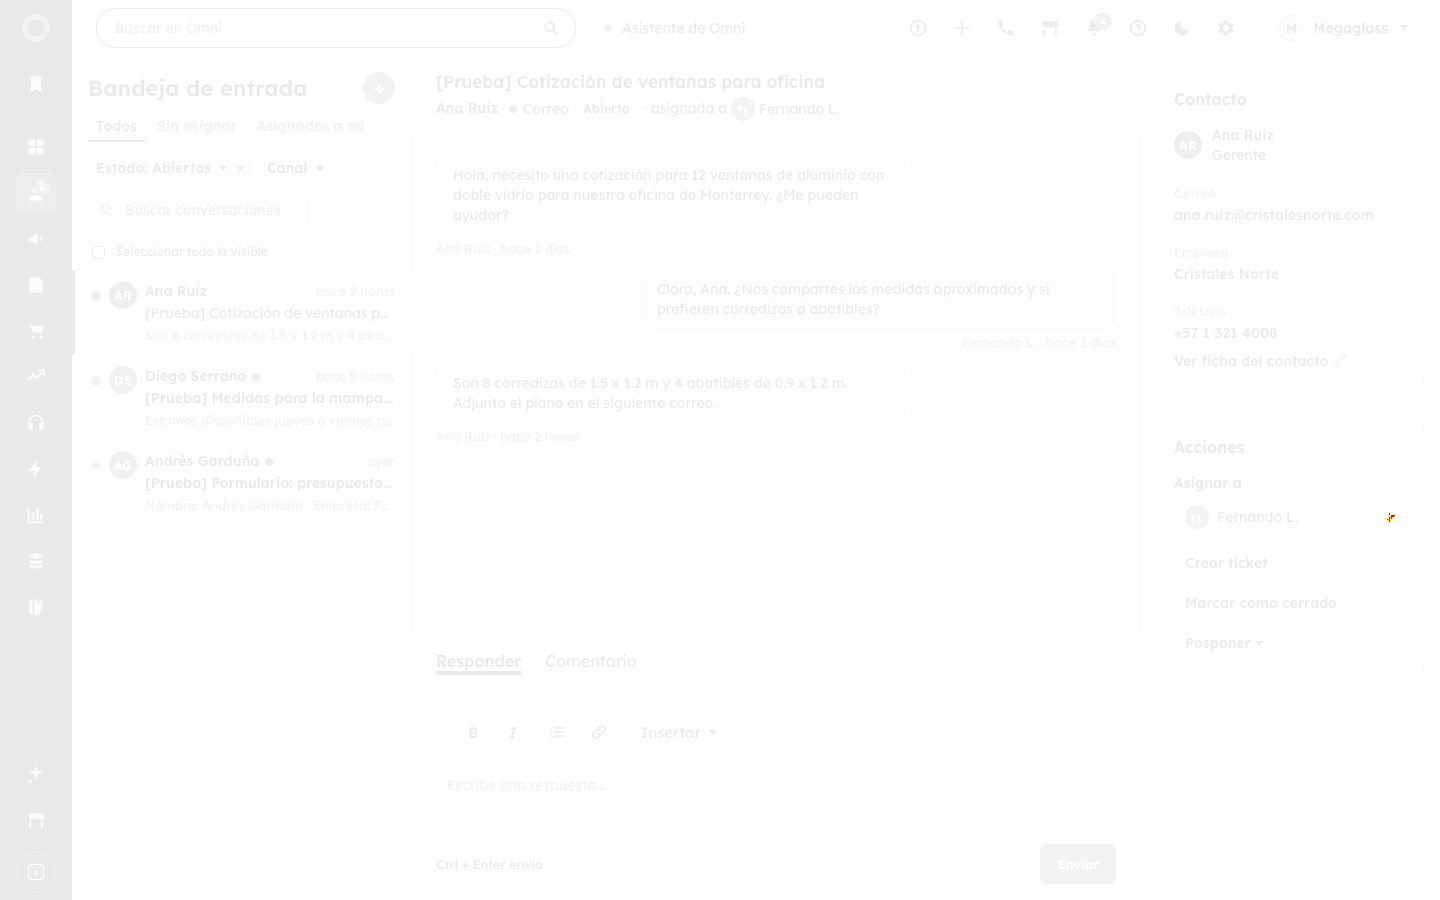 Buscar en Omni
Asistente de Omni
2
M
Megaglass
Bandeja de entrada
Todos
Sin asignar
Asignados a mí
Estado: Abiertos
×
Canal
Buscar conversaciones
Seleccionar todo lo visible
AR
Ana Ruiz
hace 2 horas
[Prueba] Cotización de ventanas p...
Son 8 corredizas de 1.5 x 1.2 m y 4 aba...
DS
Diego Serrano
hace 5 horas
[Prueba] Medidas para la mampa...
Estamos disponibles jueves o viernes p...
AG
Andrés Garduño
ayer
[Prueba] Formulario: presupuesto...
Nombre: Andrés Garduño · Empresa: F...
2
[Prueba] Cotización de ventanas para oficina
Ana Ruiz · Correo Abierto · asignada a FL Fernando L.
Hola, necesito una cotización para 12 ventanas de aluminio con
doble vidrio para nuestra oficina de Monterrey. ¿Me pueden
ayudar?
Ana Ruiz · hace 2 días
Claro, Ana. ¿Nos compartes las medidas aproximadas y si
prefieren corredizas o abatibles?
Fernando L. · hace 2 días
Son 8 corredizas de 1.5 x 1.2 m y 4 abatibles de 0.9 x 1.2 m.
Adjunto el plano en el siguiente correo.
Ana Ruiz · hace 2 horas
Responder
Comentario
B
I
Insertar
Escribe una respuesta...
Ctrl + Enter envía
Enviar
Contacto
AR
Ana Ruiz
Gerente
Correo
ana.ruiz@cristalesnorte.com
Empresa
Cristales Norte
Teléfono
+57 1 321 4008
Ver ficha del contacto
Acciones
Asignar a
FL
Fernando L.
Crear ticket
Marcar como cerrado
Posponer